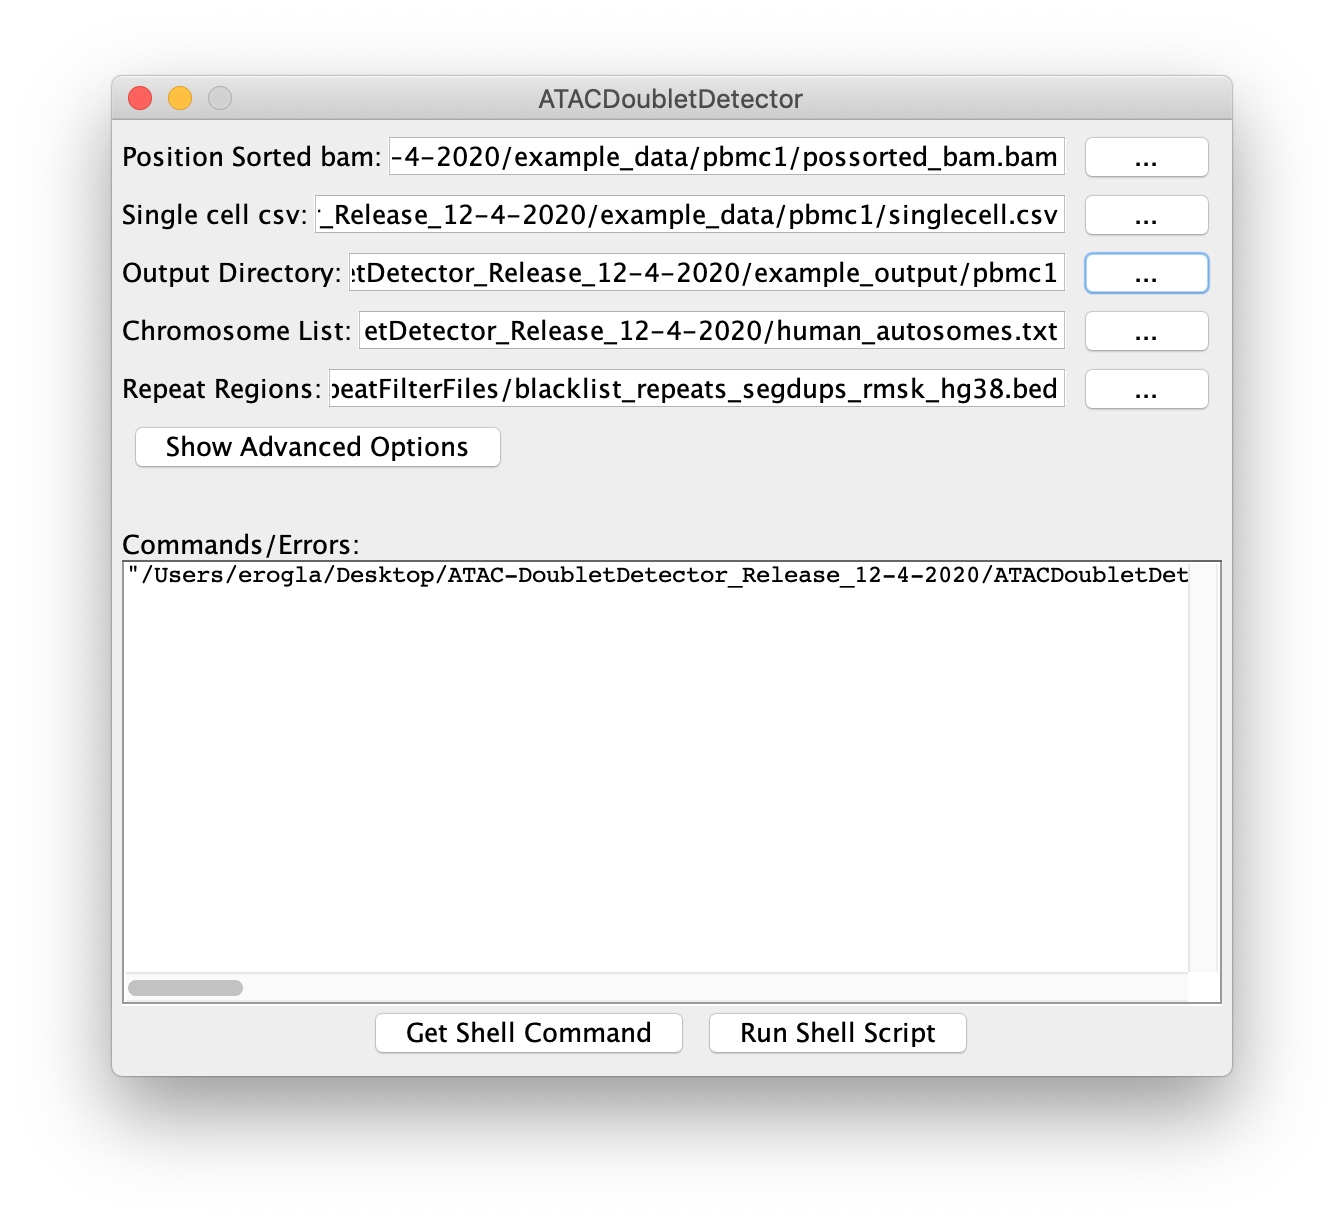 ATACDoubletDetector
Position Sorted bam: -4-2020/example_data/pbmc1/possorted_bam.bam ...
Single cell csv: _Release_12-4-2020/example_data/pbmc1/singlecell.csv ...
Output Directory: etDetector_Release_12-4-2020/example_output/pbmc1 ...
Chromosome List: etDetector_Release_12-4-2020/human_autosomes.txt ...
Repeat Regions: peatFilterFiles/blacklist_repeats_segdups_rmsk_hg38.bed ...
Show Advanced Options
Commands/Errors:
"/Users/erogla/Desktop/ATAC-DoubletDetector_Release_12-4-2020/ATACDoubletDet
Get Shell Command Run Shell Script